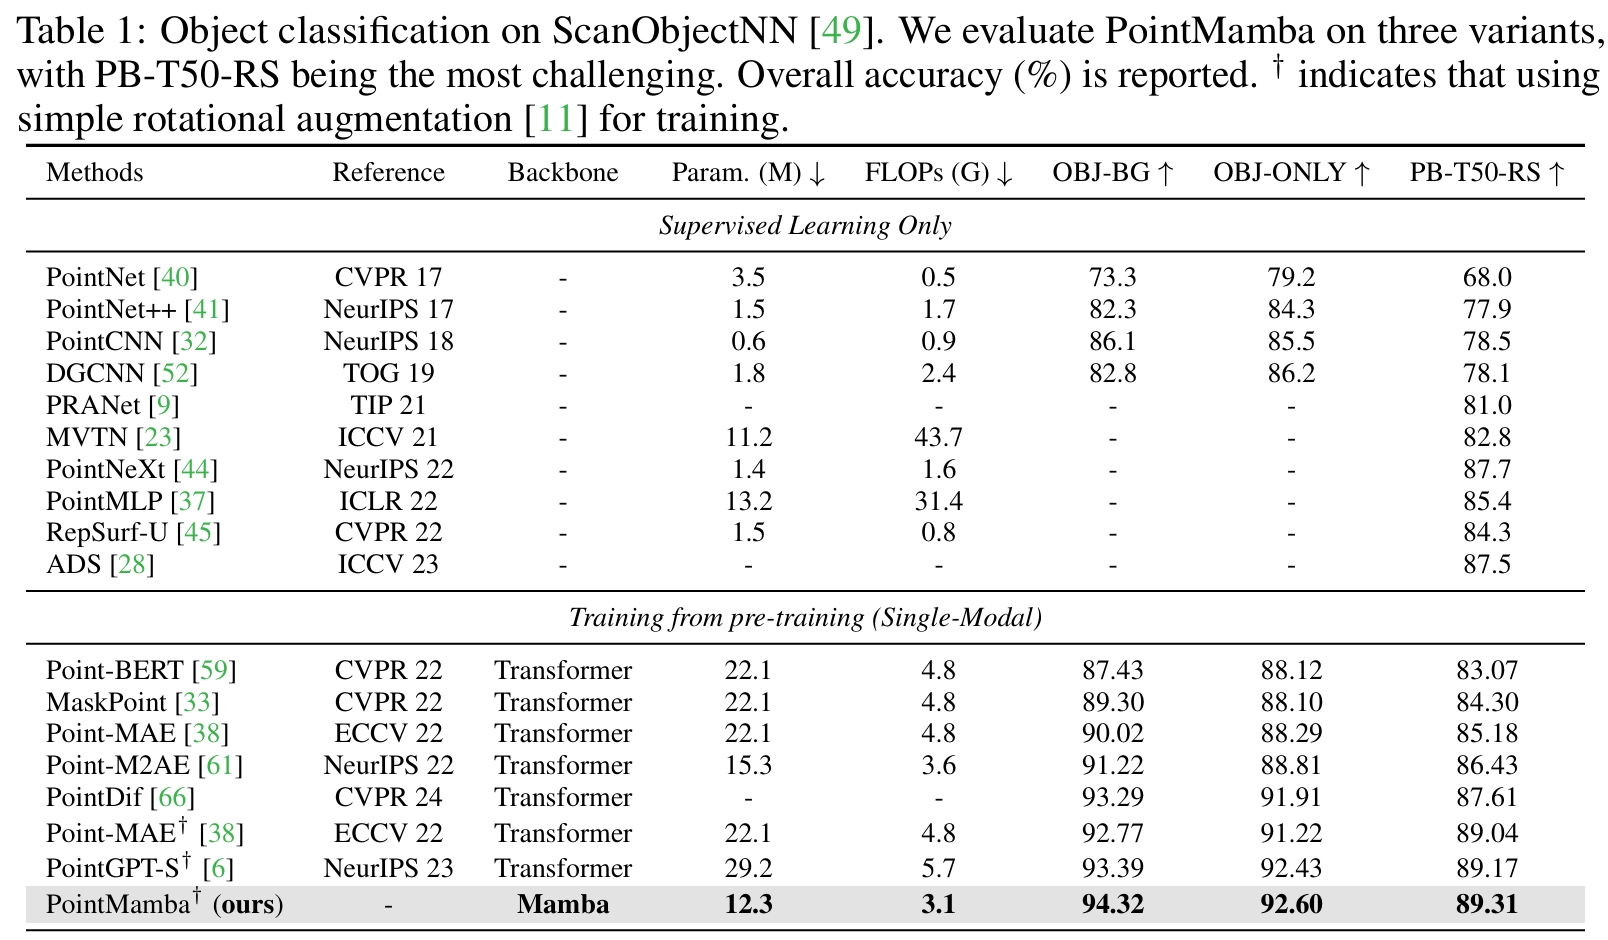 Table 1: Object classification on ScanObjectNN [49]. We evaluate PointMamba on three variants,
with PB-T50-RS being the most challenging. Overall accuracy (%) is reported. † indicates that using
simple rotational augmentation [11] for training.
Methods Reference Backbone Param. (M) ↓ FLOPs (G) ↓ OBJ-BG ↑ OBJ-ONLY ↑ PB-T50-RS ↑
Supervised Learning Only
PointNet [40] CVPR 17 - 3.5 0.5 73.3 79.2 68.0
PointNet++ [41] NeurIPS 17 - 1.5 1.7 82.3 84.3 77.9
PointCNN [32] NeurIPS 18 - 0.6 0.9 86.1 85.5 78.5
DGCNN [52] TOG 19 - 1.8 2.4 82.8 86.2 78.1
PRANet [9] TIP 21 - - - - - 81.0
MVTN [23] ICCV 21 - 11.2 43.7 - - 82.8
PointNeXt [44] NeurIPS 22 - 1.4 1.6 - - 87.7
PointMLP [37] ICLR 22 - 13.2 31.4 - - 85.4
RepSurf-U [45] CVPR 22 - 1.5 0.8 - - 84.3
ADS [28] ICCV 23 - - - - - 87.5
Training from pre-training (Single-Modal)
Point-BERT [59] CVPR 22 Transformer 22.1 4.8 87.43 88.12 83.07
MaskPoint [33] CVPR 22 Transformer 22.1 4.8 89.30 88.10 84.30
Point-MAE [38] ECCV 22 Transformer 22.1 4.8 90.02 88.29 85.18
Point-M2AE [61] NeurIPS 22 Transformer 15.3 3.6 91.22 88.81 86.43
PointDif [66] CVPR 24 Transformer - - 93.29 91.91 87.61
Point-MAE† [38] ECCV 22 Transformer 22.1 4.8 92.77 91.22 89.04
PointGPT-S† [6] NeurIPS 23 Transformer 29.2 5.7 93.39 92.43 89.17
PointMamba† (ours) - Mamba 12.3 3.1 94.32 92.60 89.31